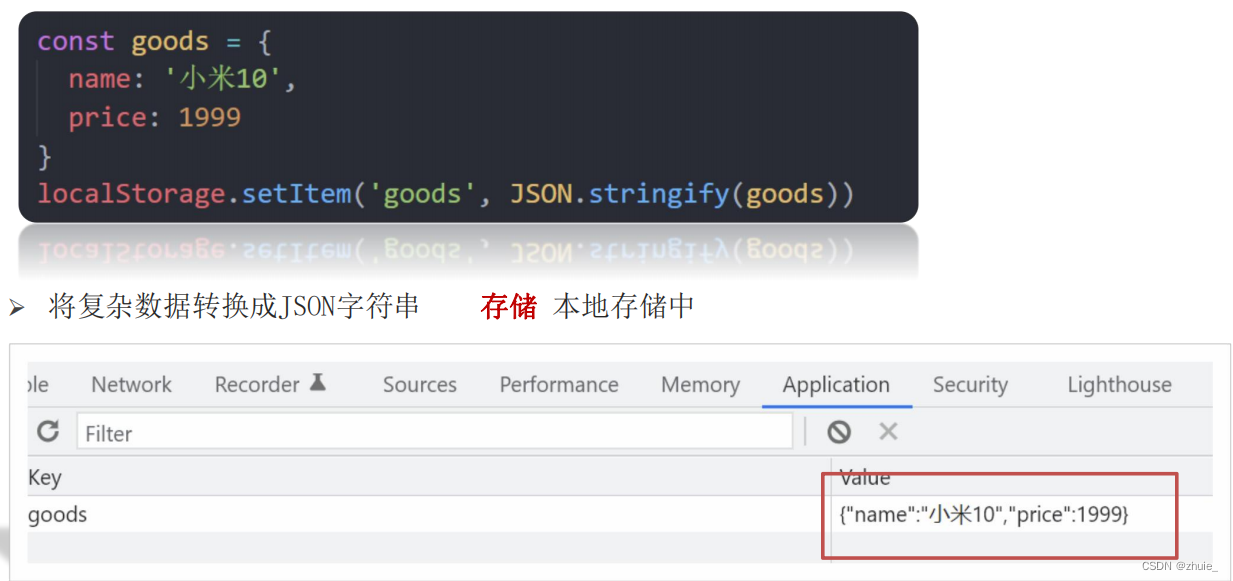 const goods = {
name: '小米10',
price: 1999
}
localStorage.setItem('goods', JSON.stringify(goods))
➢ 将复杂数据转换成JSON字符串 存储 本地存储中
ole Network Recorder Sources Performance Memory Application Security Lighthouse
Filter
Key Value
goods {"name":"小米10","price":1999}
CSDN @zhuie_